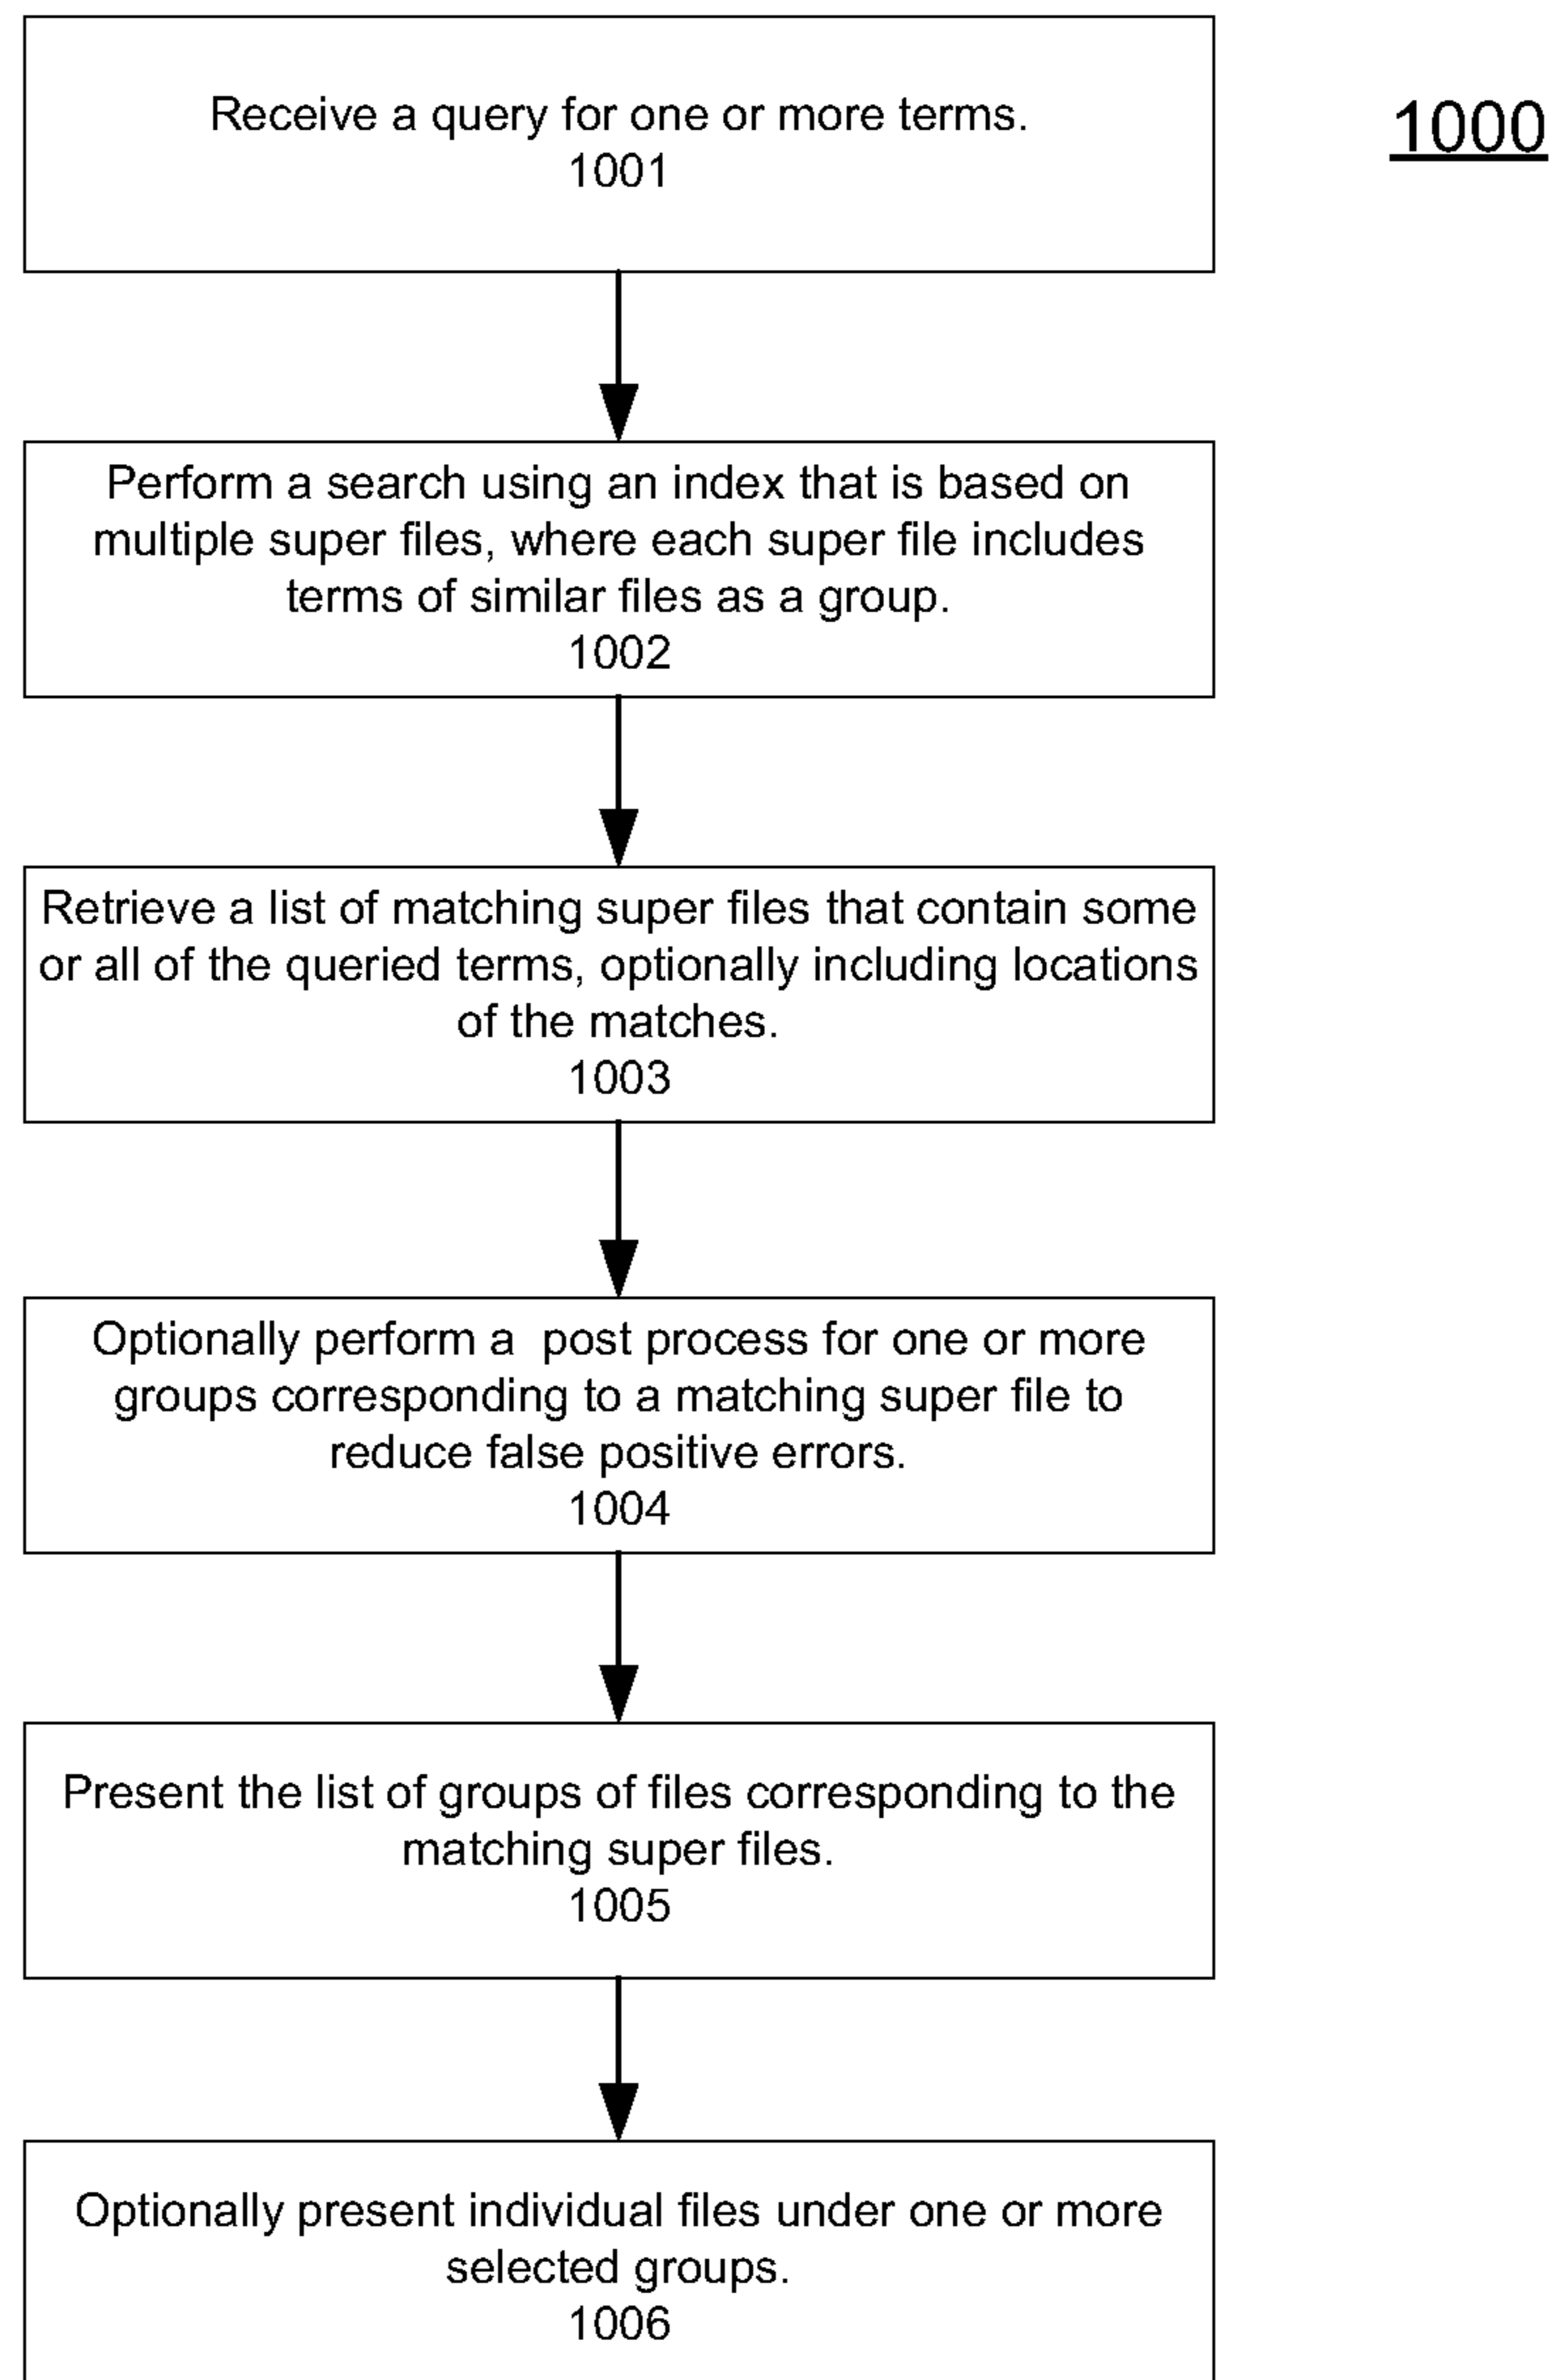 Receive a query for one or more terms.
1001
1000
Perform a search using an index that is based on
multiple super files, where each super file includes
terms of similar files as a group.
1002
Retrieve a list of matching super files that contain some
or all of the queried terms, optionally including locations
of the matches.
1003
Optionally perform a  post process for one or more
groups corresponding to a matching super file to
reduce false positive errors.
1004
Present the list of groups of files corresponding to the
matching super files.
1005
Optionally present individual files under one or more
selected groups.
1006